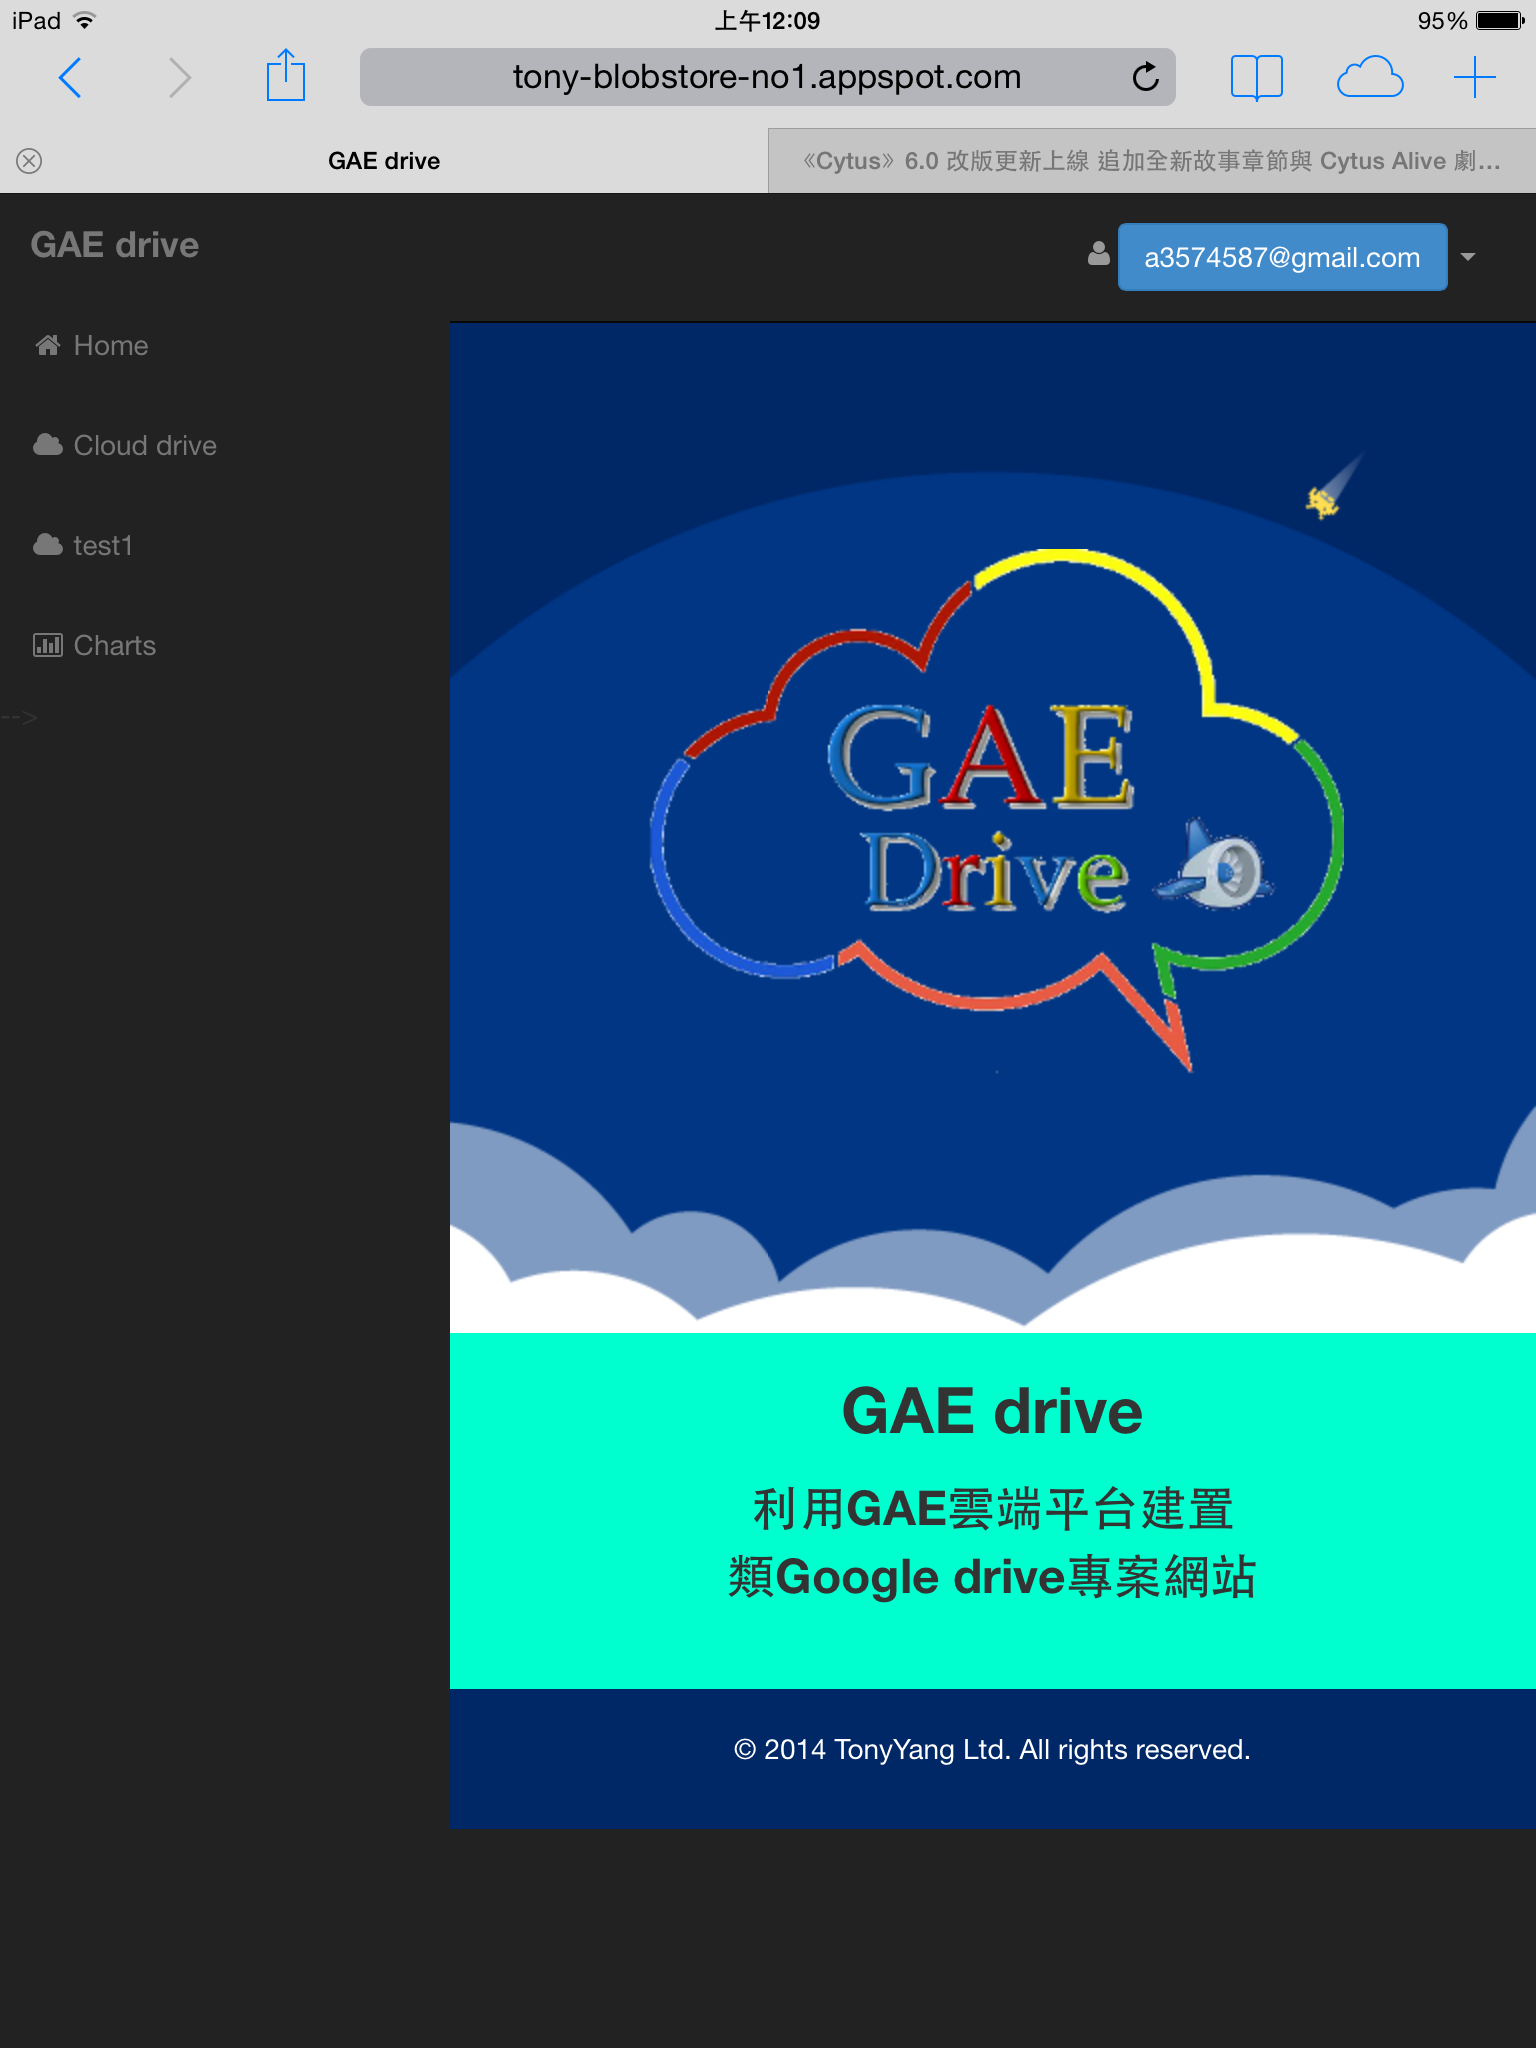 iPad 上午12:09 95%
tony-blobstore-no1.appspot.com
GAE drive 《Cytus》6.0 改版更新上線 追加全新故事章節與 Cytus Alive 劇...
GAE drive a3574587@gmail.com
Home
Cloud drive
test1
Charts
-->
GAE
Drive
GAE drive
利用GAE雲端平台建置
類Google drive專案網站
© 2014 TonyYang Ltd. All rights reserved.